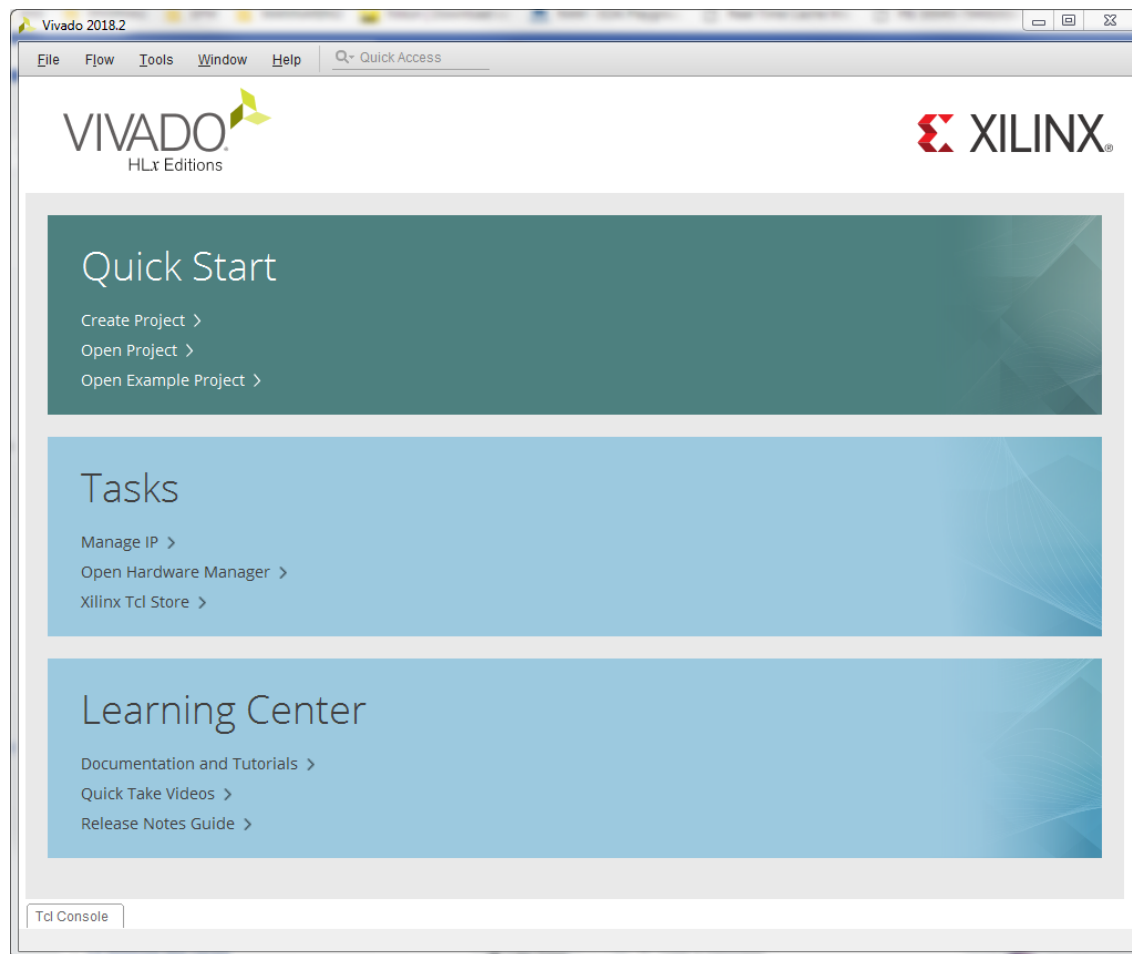 Vivado 2018.2
File Flow Tools Window Help Quick Access
VIVADO.
HLx Editions
XILINX®
Quick Start
Create Project
Open Project
Open Example Project
Tasks
Manage IP
Open Hardware Manager
Xilinx Tcl Store
Learning Center
Documentation and Tutorials
Quick Take Videos
Release Notes Guide
Tcl Console